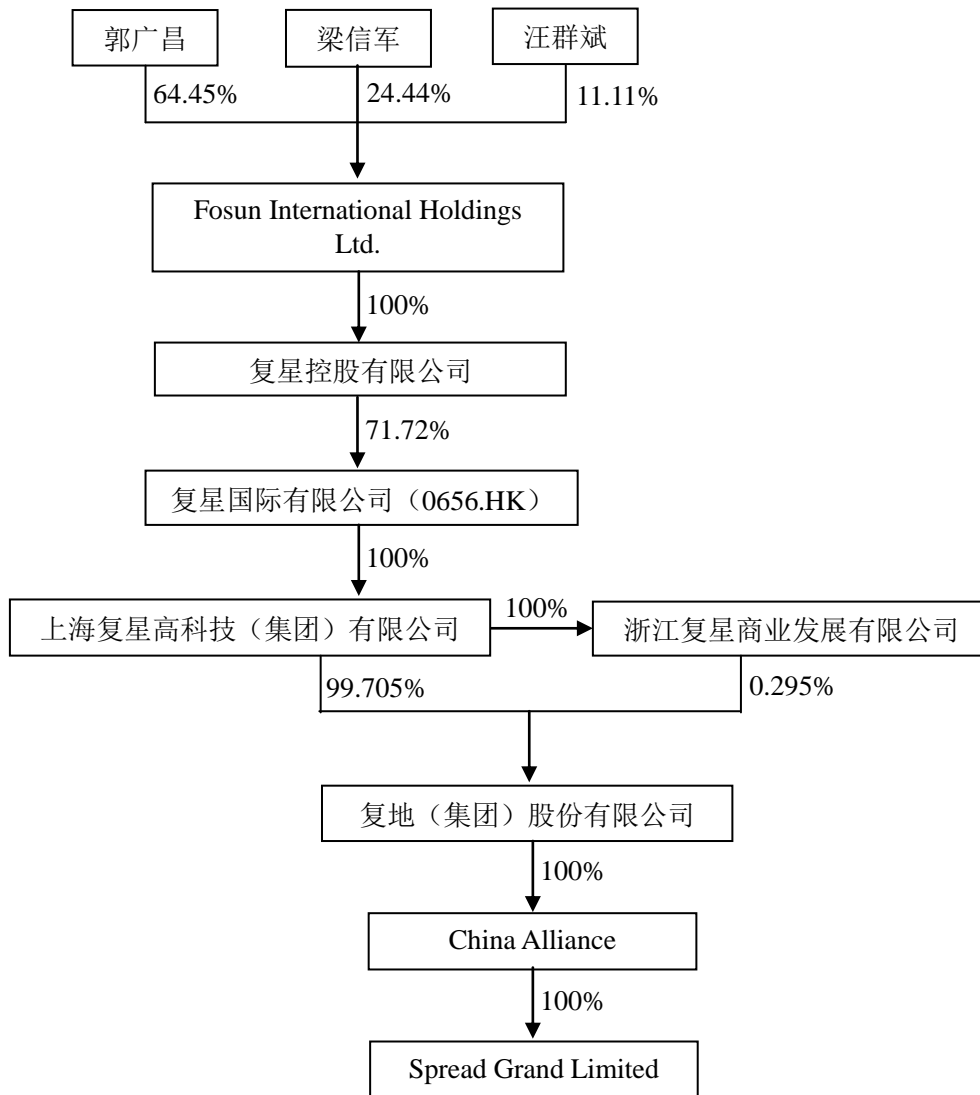 郭广昌
梁信军
汪群斌
64.45%
24.44%
11.11%
Fosun International Holdings
Ltd.
100%
复星控股有限公司
71.72%
复星国际有限公司（0656.HK）
100%
上海复星高科技（集团）有限公司
100%
浙江复星商业发展有限公司
99.705%
0.295%
复地（集团）股份有限公司
100%
China Alliance
100%
Spread Grand Limited